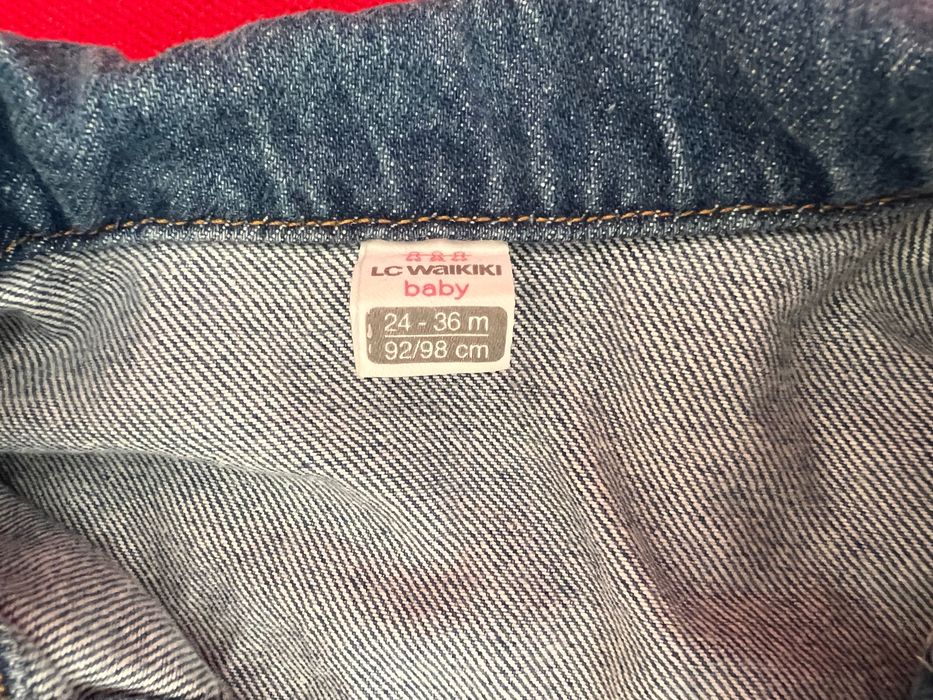 LC WAIKIKI
baby
24 - 36 m
92/98 cm